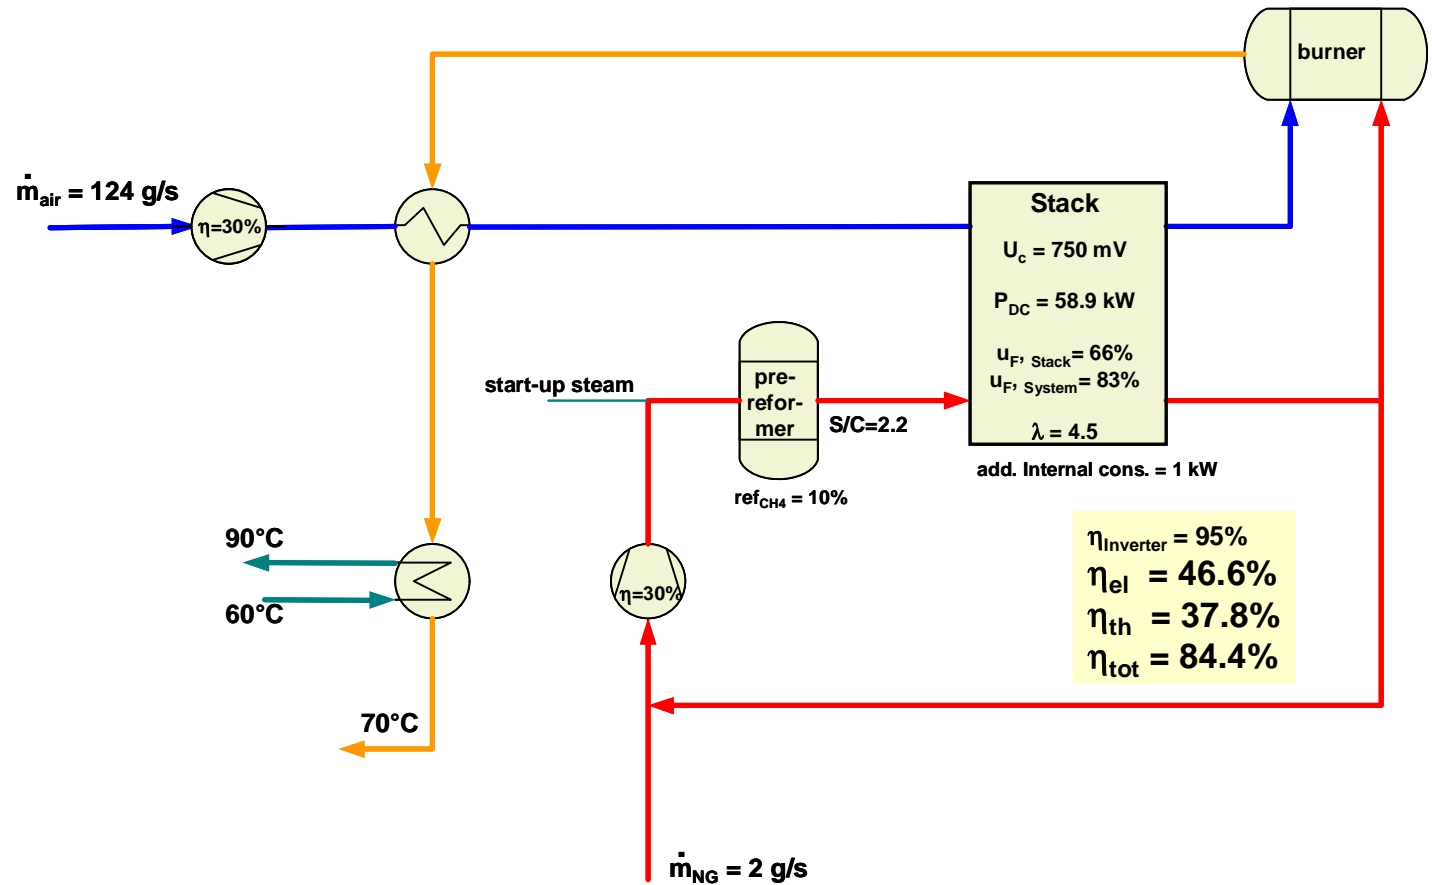 burner
ṁair = 124 g/s
η=30%
Stack
Uc = 750 mV
PDC = 58.9 kW
uF, Stack= 66%
uF, System= 83%
λ = 4.5
start-up steam
pre-
refor-
mer
S/C=2.2
add. Internal cons. = 1 kW
refCH4 = 10%
90°C
60°C
η=30%
ηInverter = 95%
ηel = 46.6%
ηth = 37.8%
ηtot = 84.4%
70°C
ṁNG = 2 g/s